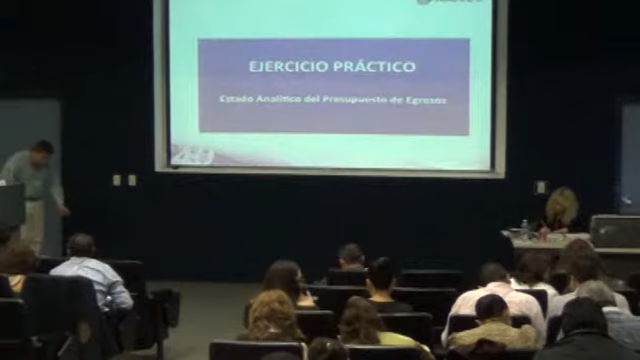 EJERCICIO PRÁCTICO
Estado Analítico del Presupuesto de Egresos